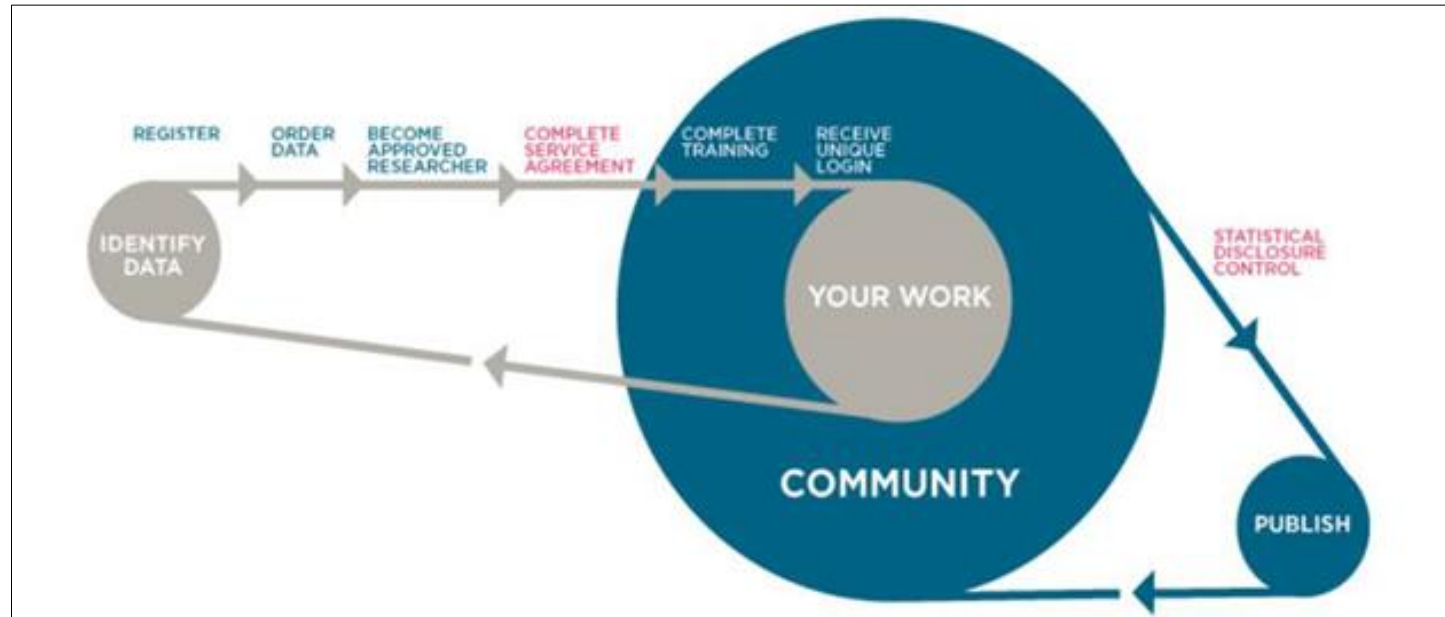 REGISTER
ORDER
DATA
BECOME
APPROVED
RESEARCHER
COMPLETE
SERVICE
AGREEMENT
COMPLETE
TRAINING
RECEIVE
UNIQUE
LOGIN
IDENTIFY
DATA
YOUR WORK
STATISTICAL
DISCLOSURE
CONTROL
COMMUNITY
PUBLISH